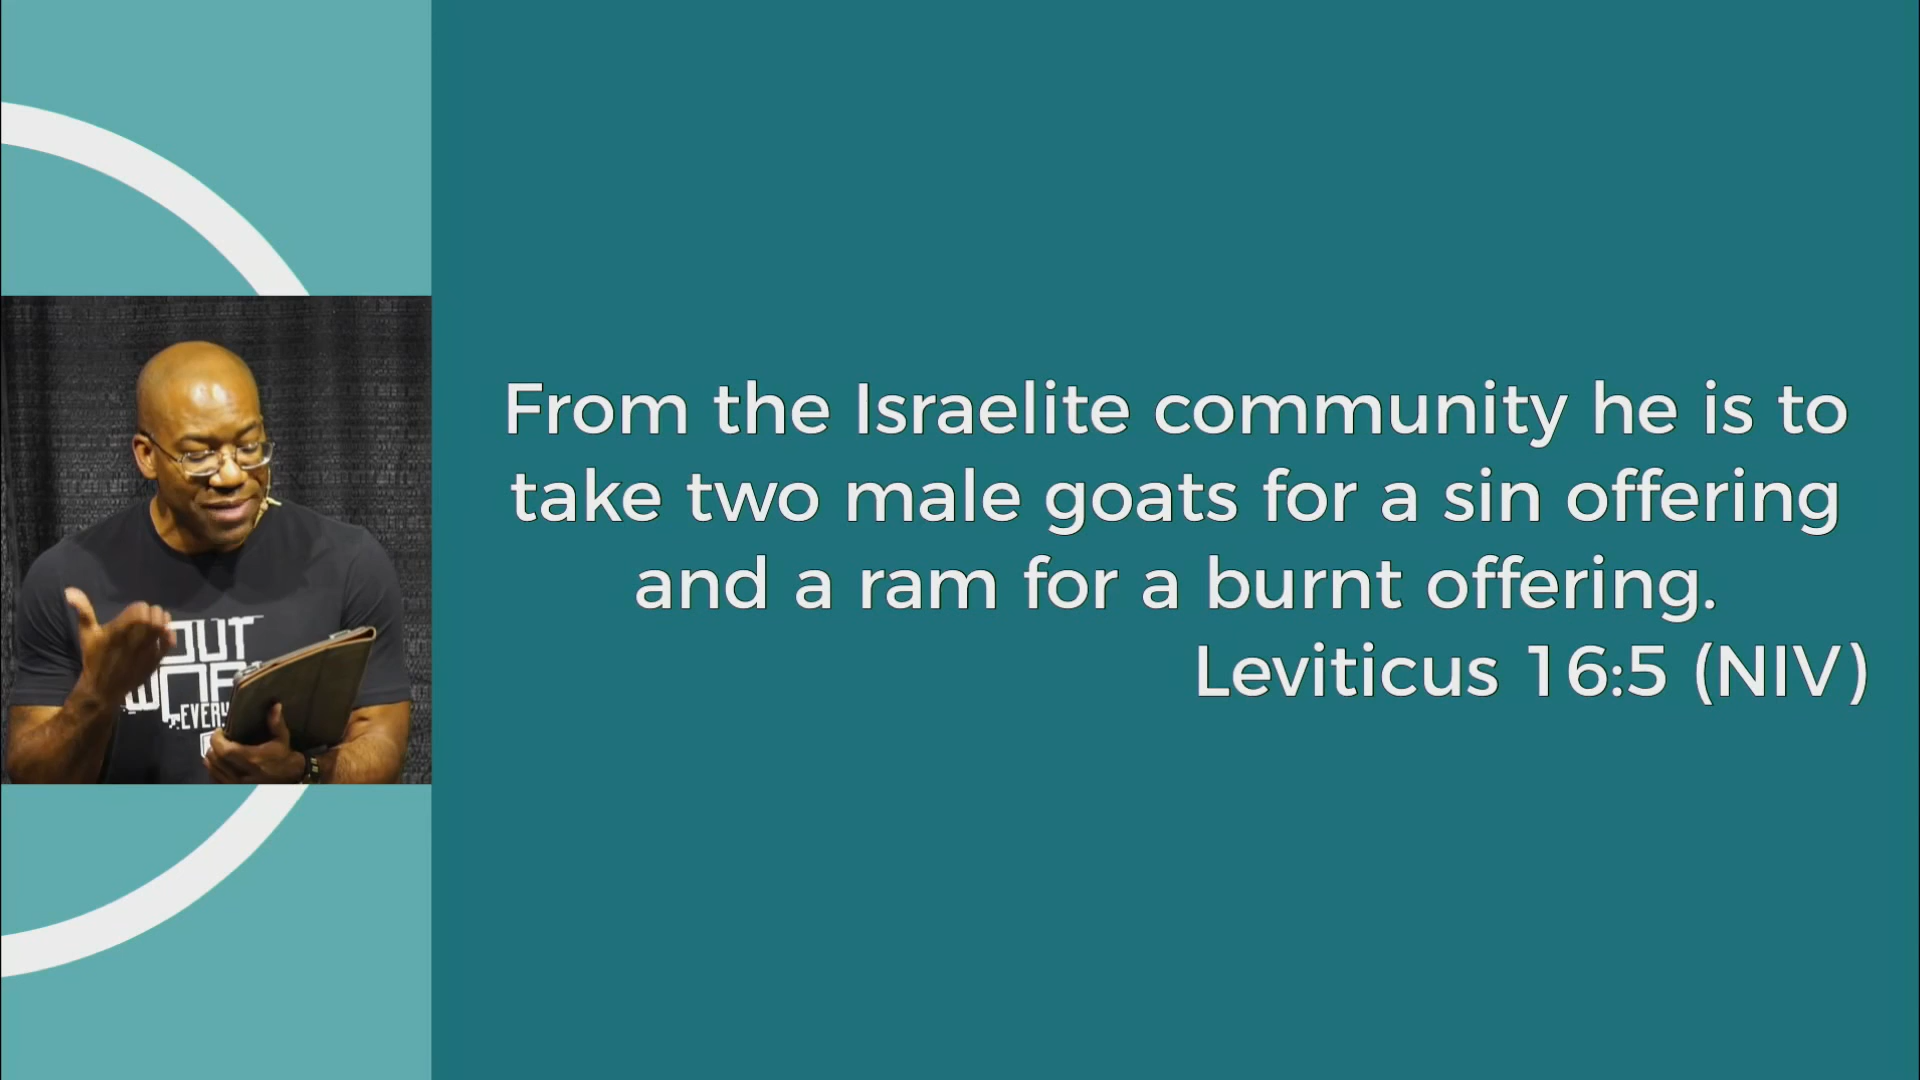 From the Israelite community he is to
take two male goats for a sin offering
and a ram for a burnt offering.
Leviticus 16:5 (NIV)
OUT